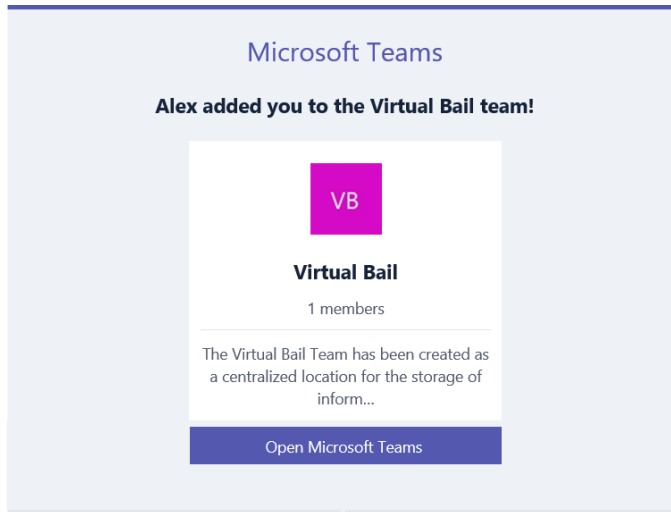 Microsoft Teams
Alex added you to the Virtual Bail team!
VB
Virtual Bail
1 members
The Virtual Bail Team has been created as
a centralized location for the storage of
inform...
Open Microsoft Teams